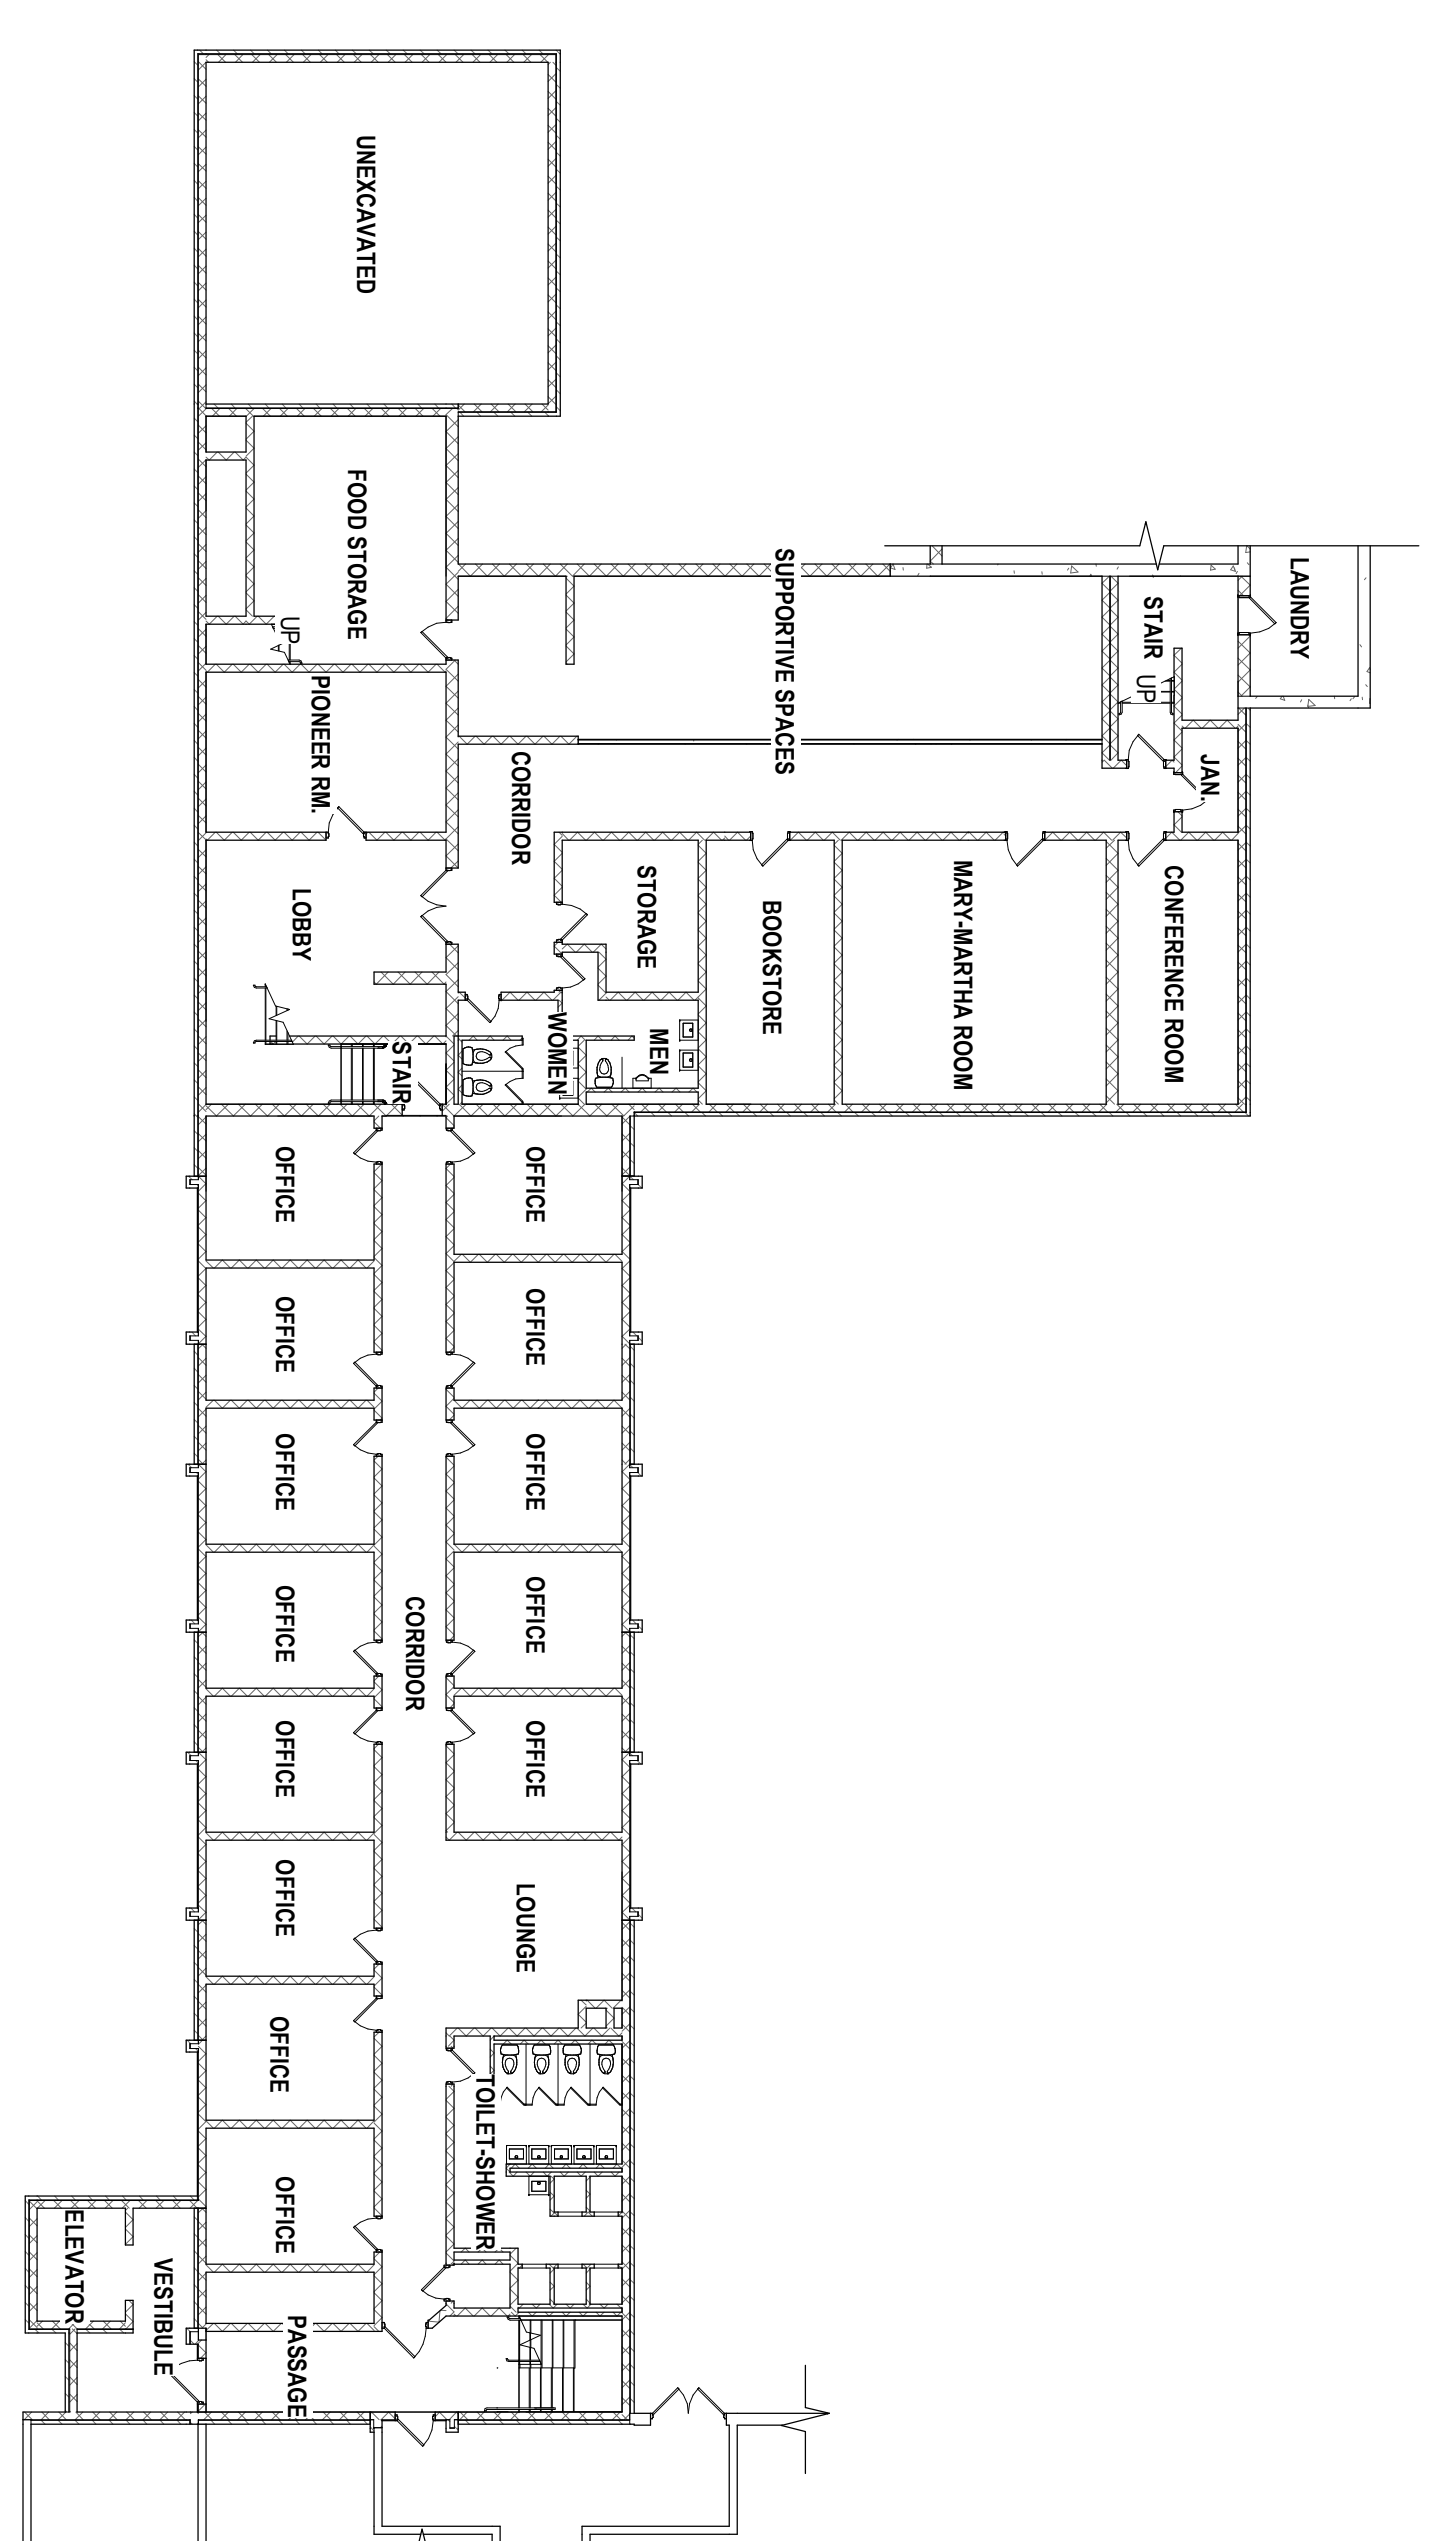 UNEXCAVATED
FOOD STORAGE
UP
SUPPORTIVE SPACES
STAIR
UP
LAUNDRY
PIONEER RM.
CORRIDOR
JAN.
LOBBY
STORAGE
BOOKSTORE
MARY-MARTHA ROOM
CONFERENCE ROOM
STAIR
WOMEN
MEN
OFFICE
OFFICE
OFFICE
OFFICE
OFFICE
OFFICE
OFFICE
OFFICE
CORRIDOR
OFFICE
OFFICE
OFFICE
LOUNGE
OFFICE
OFFICE
TOILET-SHOWER
ELEVATOR
VESTIBULE
PASSAGE